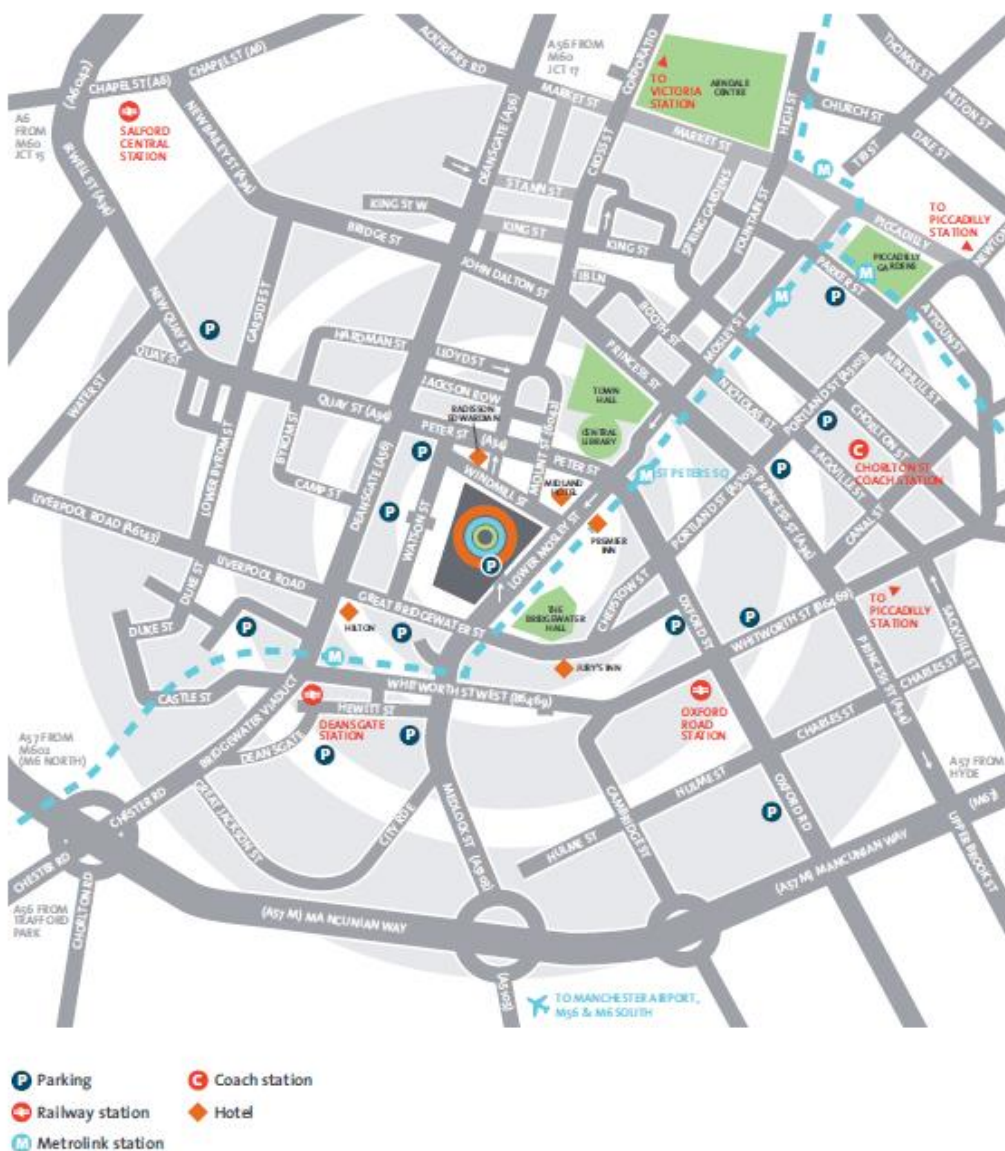 ACKFRIARS RD
A56 FROM
M60
JCT 17
CORPORATIO
TO
VICTORIA
STATION
ARNDALE
CENTRE
THOMAS ST
HILTON ST
CHAPEL ST (A6)
CHAPEL ST (A6)
(A6042)
MARKET ST
HIGH ST
CHURCH ST
DALE ST
TIB ST
A6
FROM
M60
JCT 15
SALFORD
CENTRAL
STATION
NEW BAILEY ST (A34)
IRWELL ST (A34)
DEANSGATE (A56)
CROSS ST
MARKET ST
M
ST ANN ST
KING ST W
KING ST
KING ST
SPRING GARDENS
FOUNTAIN ST
PICCADILLY
TO
PICCADILLY
STATION
NEWTON
BRIDGE ST
JOHN DALTON ST
TIB LN
PICCADILLY
GARDENS
M
PARKER ST
P
M
NEW QUAY ST
P
GARSIDE ST
BOOTH ST
MOSLEY ST
AYTOUN ST
HARDMAN ST
LLOYD ST
PRINCESS ST
MINSHULL ST
QUAY ST
WATER ST
JACKSON ROW
NICHOLAS ST
PORTLAND ST (A5103)
TOWN
HALL
QUAY ST (A34)
RADISSON
EDWARDIAN
CENTRAL
LIBRARY
P
CHORLTON ST
BYROM ST
LOWER BYROM ST
PETER ST
(A34)
MOUNT ST (6042)
PETER ST
SACKVILLE ST
C
CHORLTON ST
COACH STATION
P
M
ST PETERS SQ
P
CAMP ST
DEANSGATE (A56)
WINDMILL ST
MIDLAND
HOTEL
PRINCESS ST (A34)
CANAL ST
LIVERPOOL ROAD (A6143)
P
WATSON ST
PREMIER
INN
PORTLAND ST (A5103)
P
LOWER MOSLEY ST
DUKE ST
LIVERPOOL ROAD
GREAT BRIDGEWATER ST
THE
BRIDGEWATER
HALL
CHEPSTOW ST
OXFORD ST
WHITWORTH ST (B6469)
TO
PICCADILLY
STATION
SACKVILLE ST
DUKE ST
P
HILTON
P
P
P
M
JURY'S INN
CASTLE ST
WHITWORTH ST WEST (B6469)
OXFORD
ROAD
STATION
PRINCESS ST (A34)
CHARLES ST
CHARLES ST
BRIDGEWATER VIADUCT
DEANSGATE
STATION
HEWITT ST
P
P
DEANSGATE
A57 FROM
M602
(M6 NORTH)
A57 FROM
HYDE
(M67)
CHESTER RD
GREAT JACKSON ST
CITY RD E
MEDLOCK ST
(A5103)
CAMBRIDGE ST
HULME ST
HULME ST
P
OXFORD RD
UPPER BROOK ST
CHESTER RD
CHORLTON RD
A56 FROM
TRAFFORD
PARK
(A57 M) MANCUNIAN WAY
(A57 M) MANCUNIAN WAY
(A5103)
TO MANCHESTER AIRPORT,
M56 & M6 SOUTH
P Parking
C Coach station
Railway station
Hotel
M Metrolink station